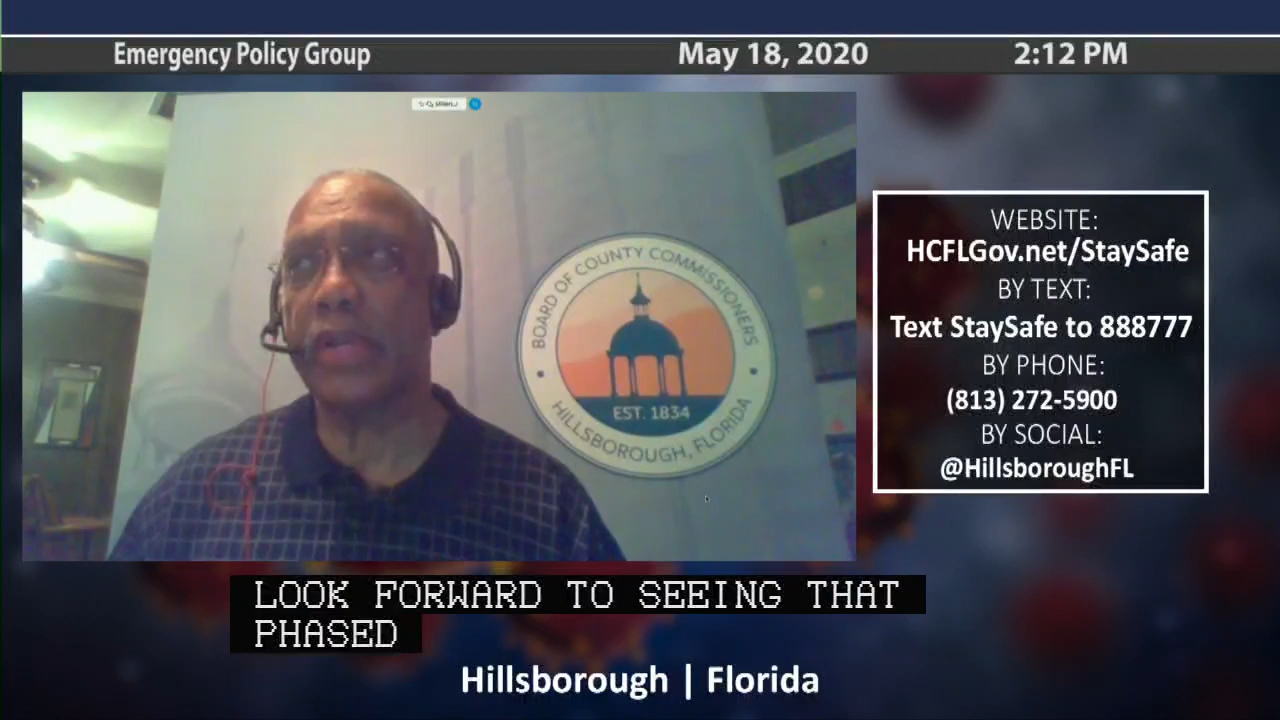 Emergency Policy Group
May 18, 2020
2:12 PM
BOARD OF COUNTY COMMISSIONERS
EST. 1834
HILLSBOROUGH, FLORIDA
WEBSITE:
HCFLGov.net/StaySafe
BY TEXT:
Text StaySafe to 888777
BY PHONE:
(813) 272-5900
BY SOCIAL:
@HillsboroughFL
LOOK FORWARD TO SEEING THAT
PHASED
Hillsborough | Florida